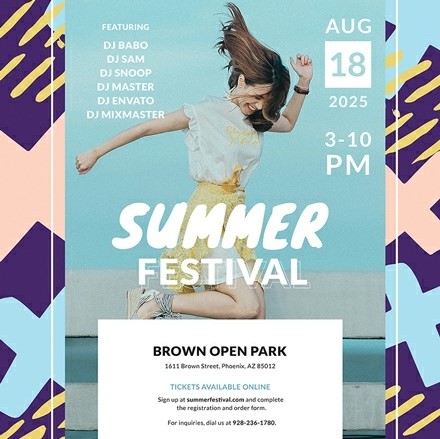 FEATURING
DJ BABO
DJ SAM
DJ SNOOP
DJ MASTER
DJ ENVATO
DJ MIXMASTER
AUG
18
2025
3-10
PM
SUMMER
FESTIVAL
BROWN OPEN PARK
1611 Brown Street, Phoenix, AZ 85012
TICKETS AVAILABLE ONLINE
Sign up at summerfestival.com and complete
the registration and order form.
For inquiries, dial us at 928-236-1780.